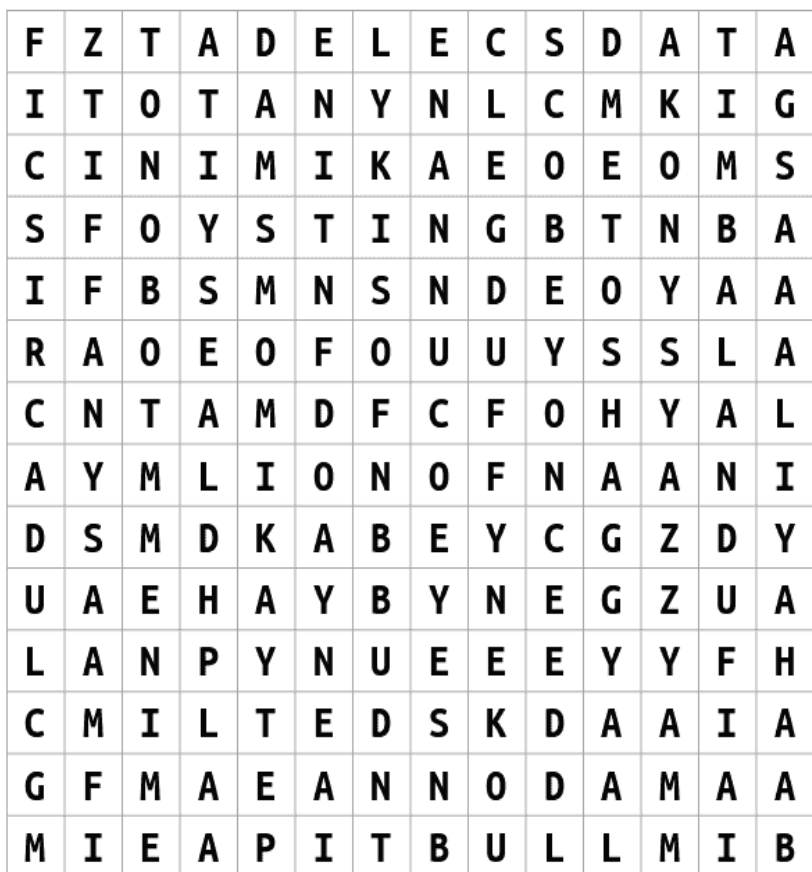 F Z T A D E L E C S D A T A
I T O T A N Y N L C M K I G
C I N I M I K A E O E O M S
S F O Y S T I N G B T N B A
I F B S M N S N D E O Y A A
R A O E O F O U U Y S S L A
C N T A M D F C F O H Y A L
A Y M L I O N O F N A A N I
D S M D K A B E Y C G Z D Y
U A E H A Y B Y N E G Z U A
L A N P Y N U E E E Y Y F H
C M I L T E D S K D A A I A
G F M A E A N N O D A M A A
M I E A P I T B U L L M I B